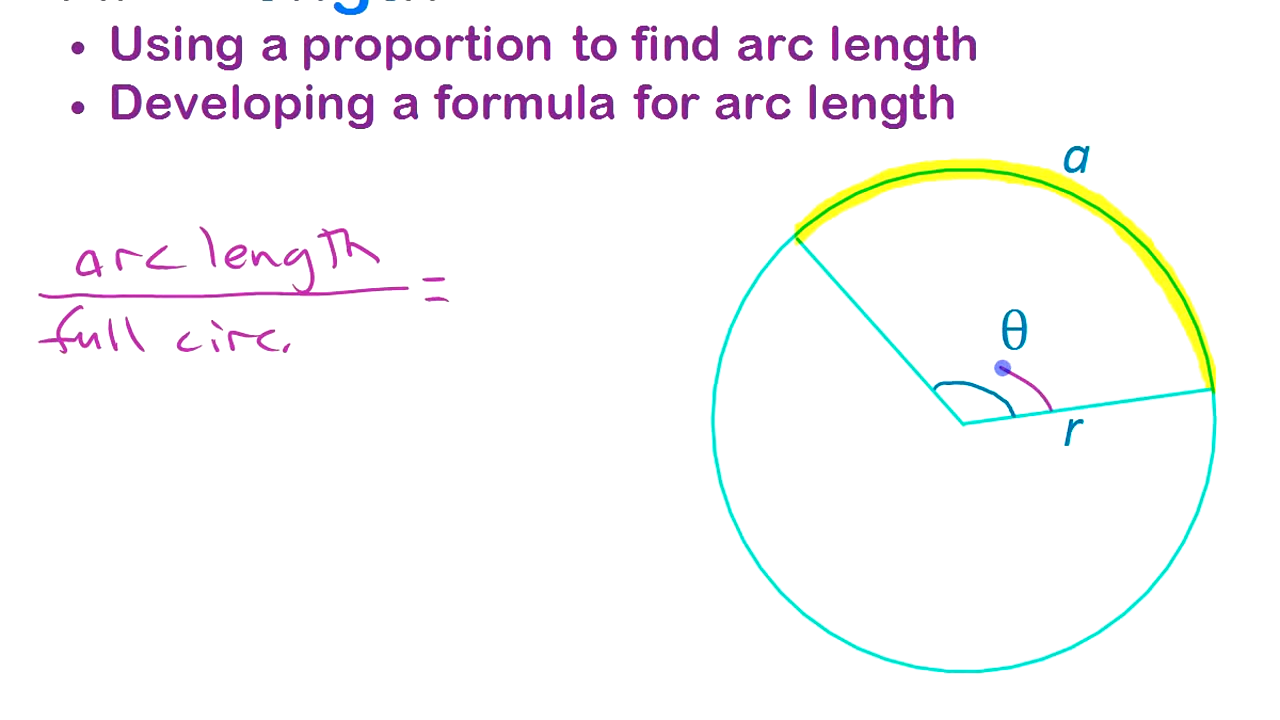 • Using a proportion to find arc length
• Developing a formula for arc length
a
arc length
=
full circ.
θ
r